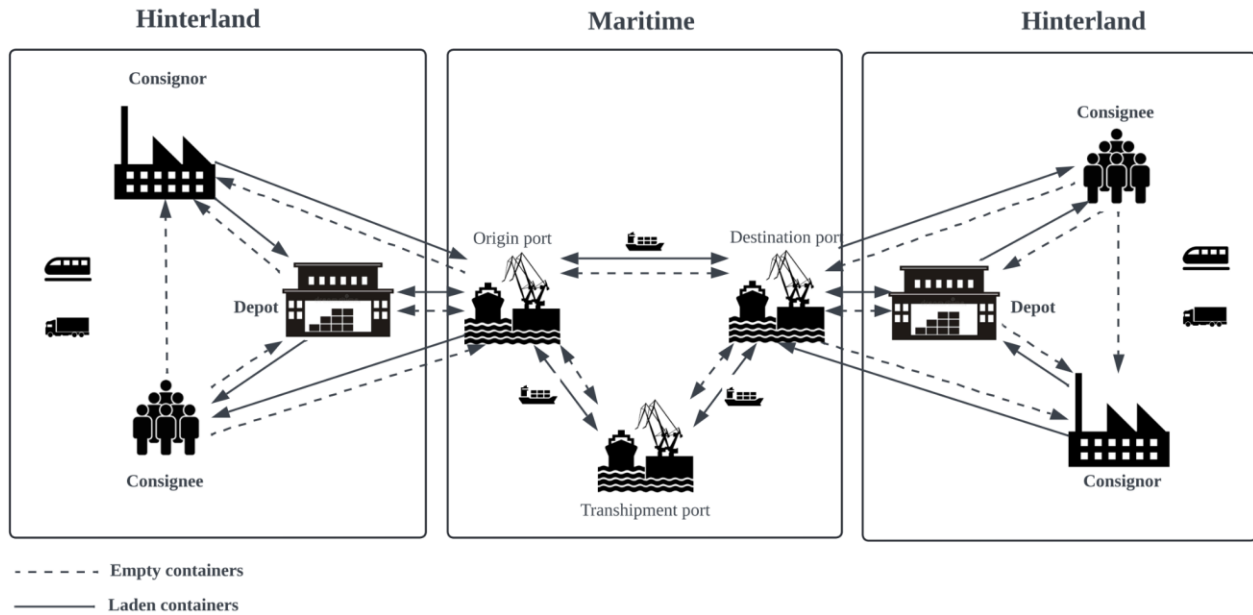 Hinterland
Maritime
Hinterland
Consignor
Consignee
Origin port
Destination port
Depot
Depot
Consignee
Consignor
Transhipment port
Empty containers
Laden containers